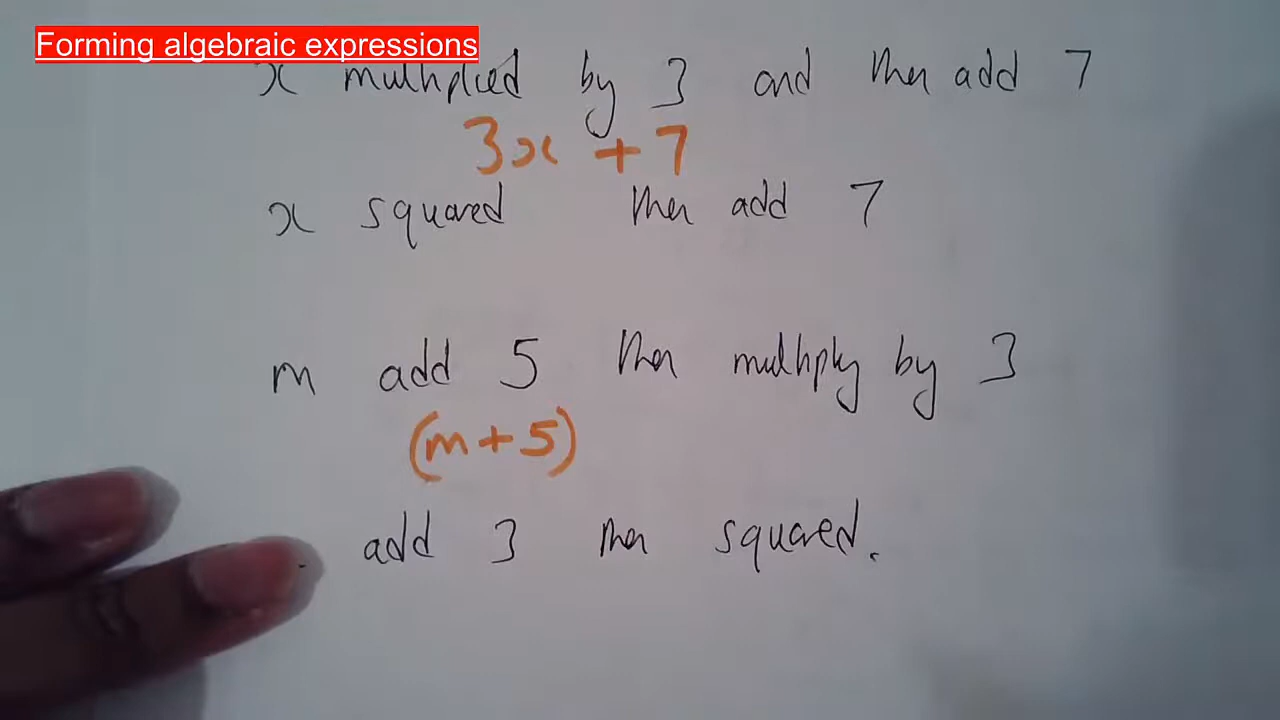 Forming algebraic expressions
x multiplied by 3 and then add 7
3x + 7
x squared then add 7
m add 5 then multiply by 3
(m + 5)
add 3 then squared.